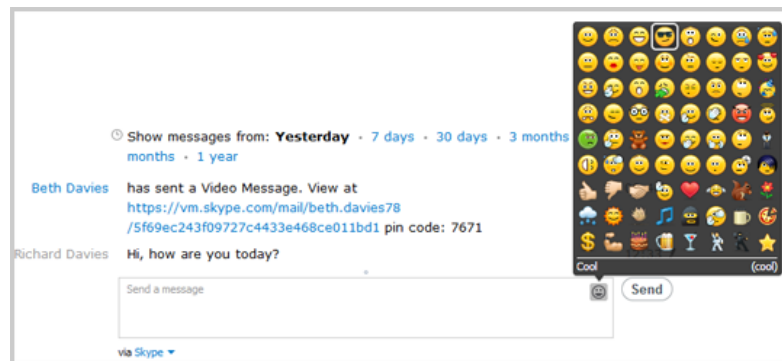 Show messages from: Yesterday • 7 days • 30 days • 3 months
months • 1 year
Beth Davies has sent a Video Message. View at
https://vm.skype.com/mail/beth.davies78
/5f69ec243f09727c4433e468ce011bd1 pin code: 7671
Richard Davies Hi, how are you today?
Send a message
Send
via Skype
Cool (cool)